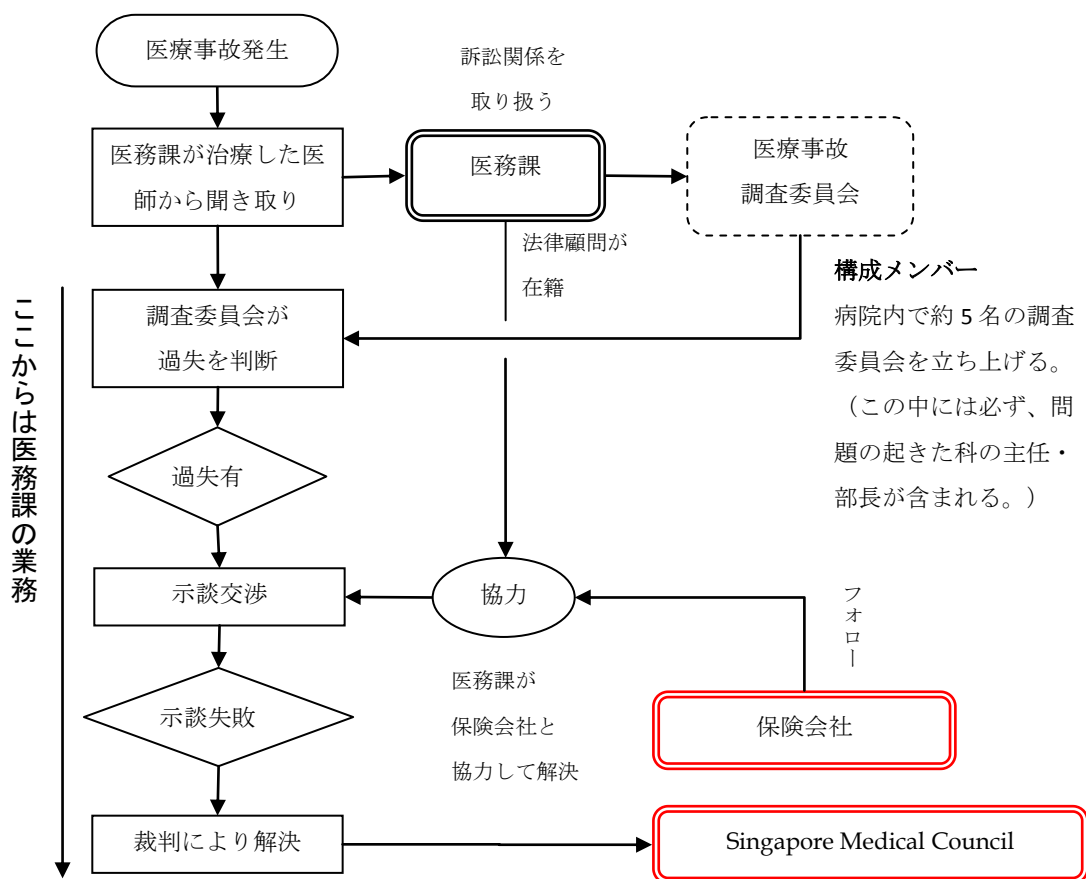 医療事故発生
訴訟関係を
取り扱う
医務課が治療した医
師から聞き取り
医務課
医療事故
調査委員会
法律顧問が
在籍
構成メンバー
病院内で約 5 名の調査
委員会を立ち上げる。
（この中には必ず、問
題の起きた科の主任・
部長が含まれる。）
ここからは医務課の業務
調査委員会が
過失を判断
過失有
示談交渉
協力
フォロー
医務課が
保険会社と
協力して解決
示談失敗
保険会社
裁判により解決
Singapore Medical Council